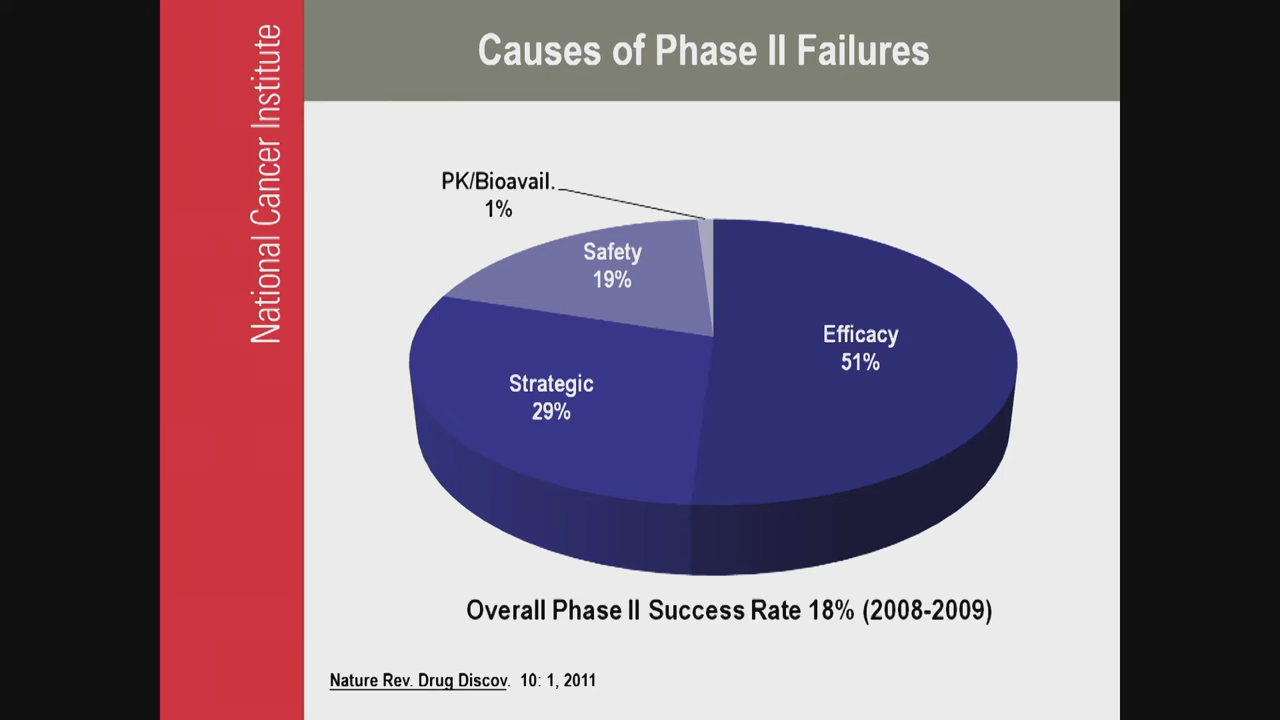 National Cancer Institute
Causes of Phase II Failures
PK/Bioavail.
1%
Safety
19%
Efficacy
51%
Strategic
29%
Overall Phase II Success Rate 18% (2008-2009)
Nature Rev. Drug Discov. 10: 1, 2011